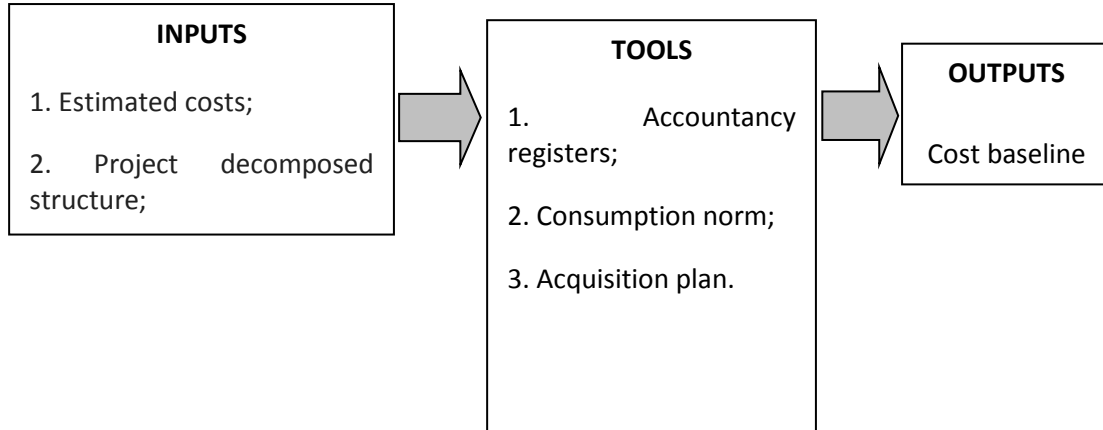 INPUTS
1. Estimated costs;
2. Project decomposed
structure;
TOOLS
1. Accountancy
registers;
2. Consumption norm;
3. Acquisition plan.
OUTPUTS
Cost baseline